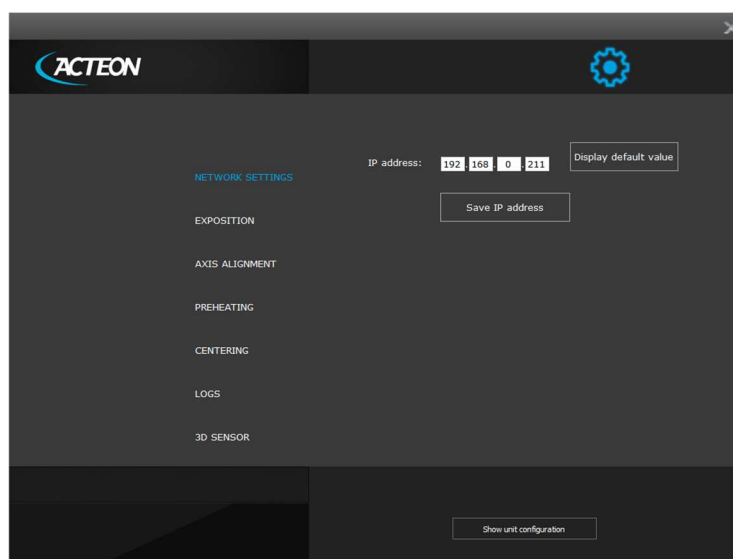 ACTEON
IP address: 192 . 168 . 0 . 211 Display default value
NETWORK SETTINGS
Save IP address
EXPOSITION
AXIS ALIGNMENT
PREHEATING
CENTERING
LOGS
3D SENSOR
Show unit configuration